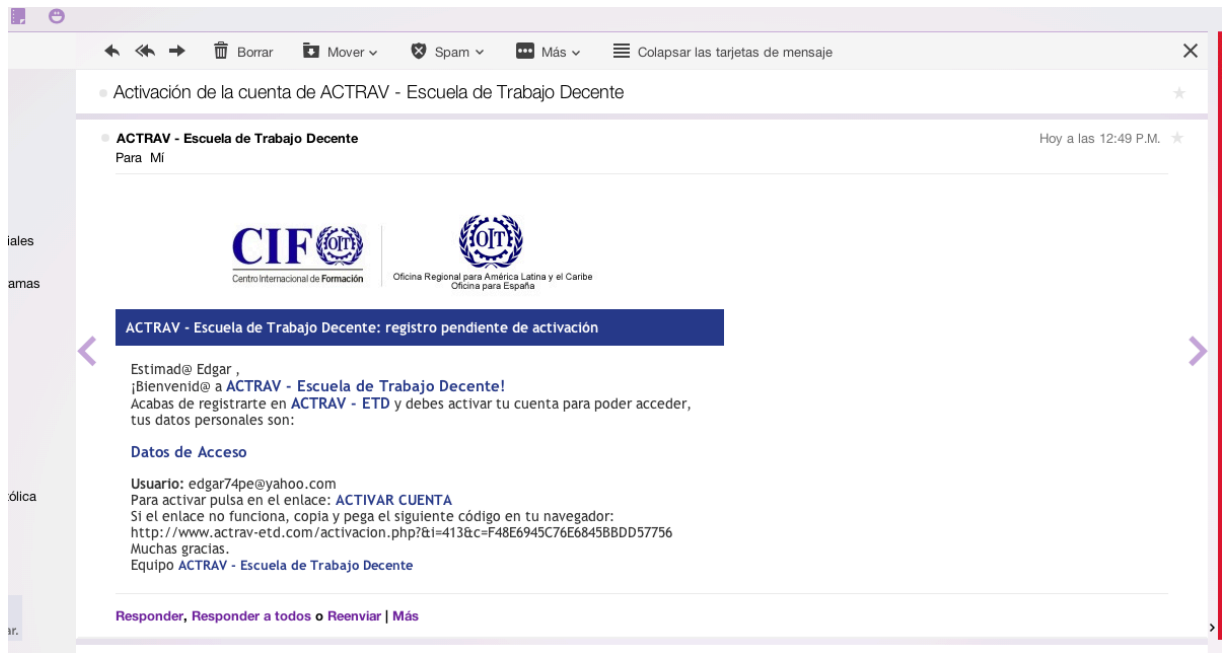 Borrar Mover Spam Más Colapsar las tarjetas de mensaje
Activación de la cuenta de ACTRAV - Escuela de Trabajo Decente
ACTRAV - Escuela de Trabajo Decente Hoy a las 12:49 P.M.
Para Mí
iales
amas
CIF OIT OIT
Centro Internacional de Formación
Oficina Regional para América Latina y el Caribe
Oficina para España
ACTRAV - Escuela de Trabajo Decente: registro pendiente de activación
Estimad@ Edgar ,
¡Bienvenid@ a ACTRAV - Escuela de Trabajo Decente!
Acabas de registrarte en ACTRAV - ETD y debes activar tu cuenta para poder acceder,
tus datos personales son:
Datos de Acceso
Usuario: edgar74pe@yahoo.com
tólica
Para activar pulsa en el enlace: ACTIVAR CUENTA
Si el enlace no funciona, copia y pega el siguiente código en tu navegador:
http://www.actrav-etd.com/activacion.php?&i=413&c=F48E6945C76E6845BBDD57756
Muchas gracias.
Equipo ACTRAV - Escuela de Trabajo Decente
Responder, Responder a todos o Reenviar | Más
ar.